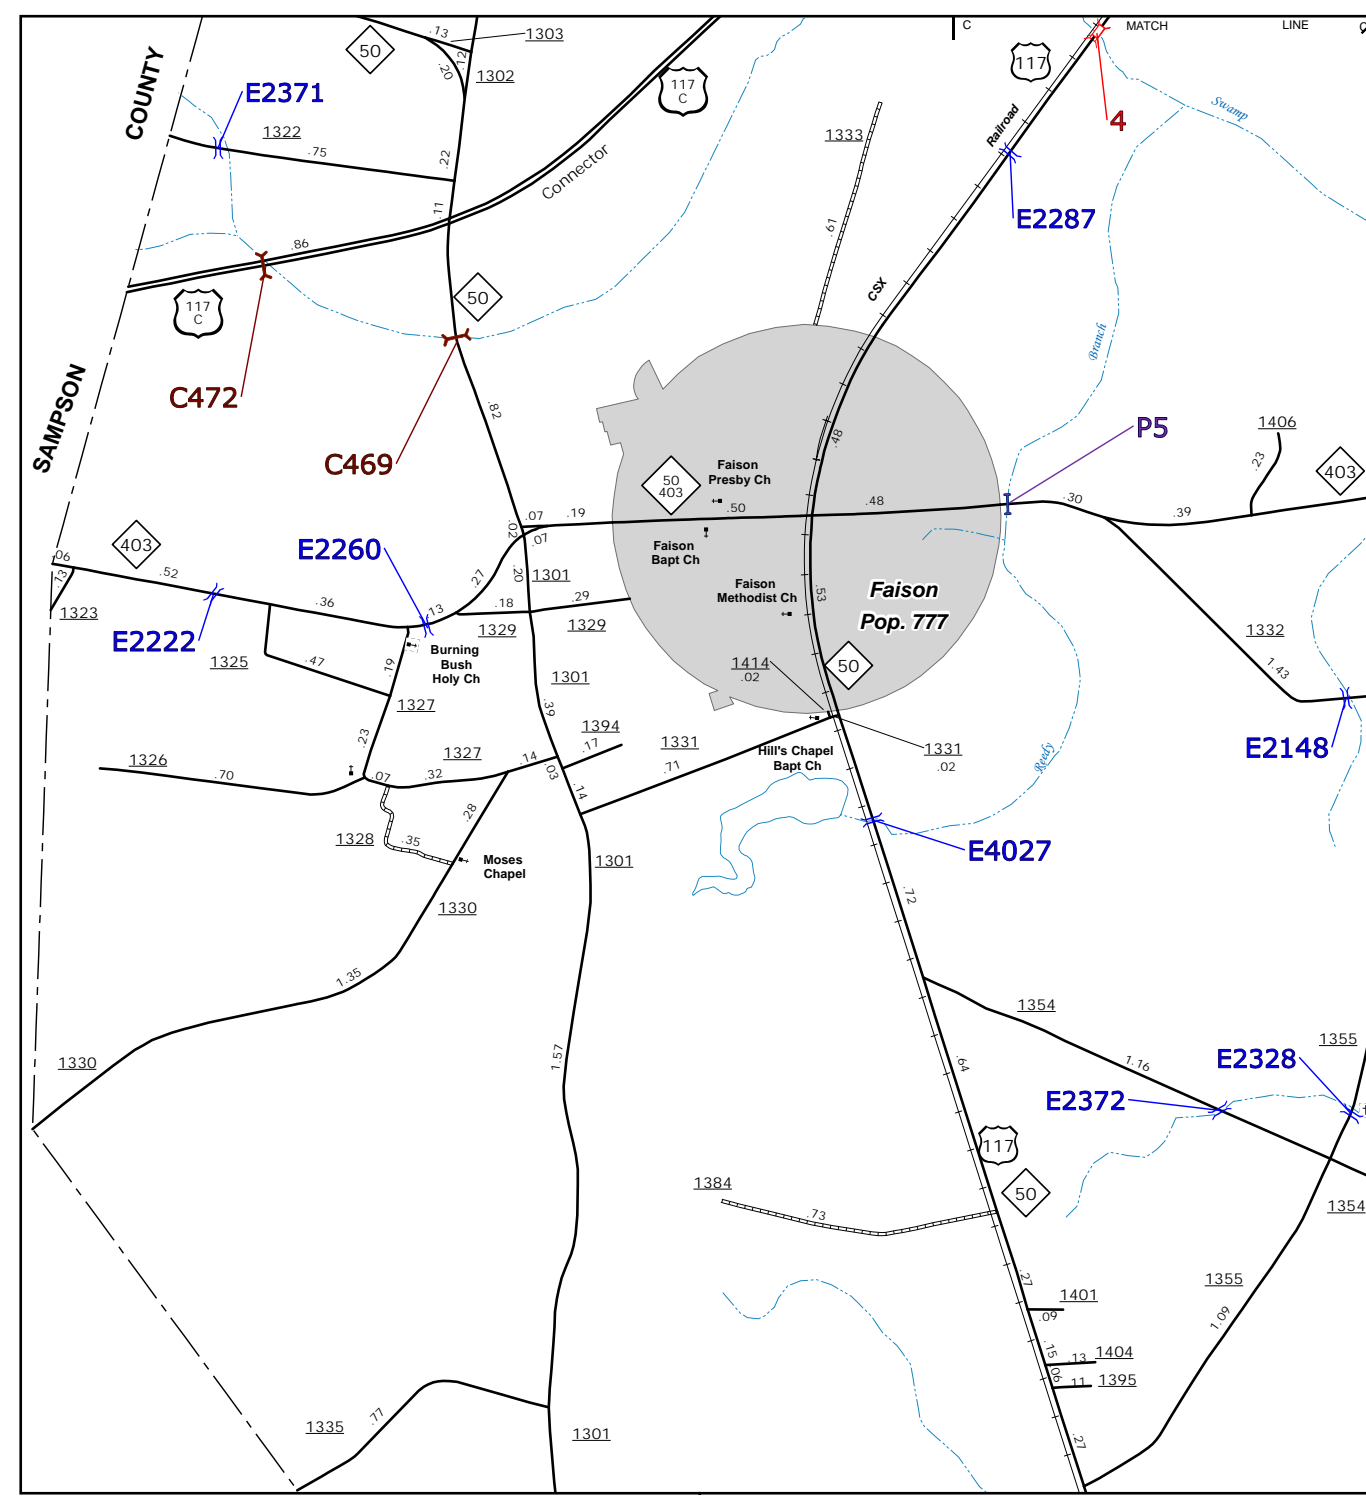 C MATCH LINE
.13 1303
50
117
.12
.20 1302
117
C
COUNTY
E2371
1322
.75
.22
Swamp
4
1333
Railroad
Connector
.11
E2287
.61
.86
CSX
117
C
50
Branch
C472
SAMPSON
.82
C469
P5
1406
.48
.23
403
Faison
Presby Ch
50
403
.50
.48
.30
.39
.07
.19
.02
.07
Faison
Bapt Ch
403
.06
E2260
.52
.13
.27
.20
1301
Faison
Methodist Ch
.53
Faison
Pop. 777
1323
.36
.13
.18
.29
1329
1329
E2222
1325
.47
.19
Burning
Bush
Holy Ch
1332
1.43
1414
.02
50
1301
1327
.39
1394
.17
1331
.71
Hill's Chapel
Bapt Ch
1331
.02
Reedy
E2148
.23
1326
.70
.07
.32
1327
.14
.03
.14
.28
1328
.35
Moses
Chapel
1301
E4027
1330
.72
1.35
1354
1355
1330
1.57
.64
1.16
E2328
E2372
117
1384
.73
50
1354
.27
1355
1401
.09
1.09
.15
.13 1404
.06
.11 1395
1335
.77
1301
.27